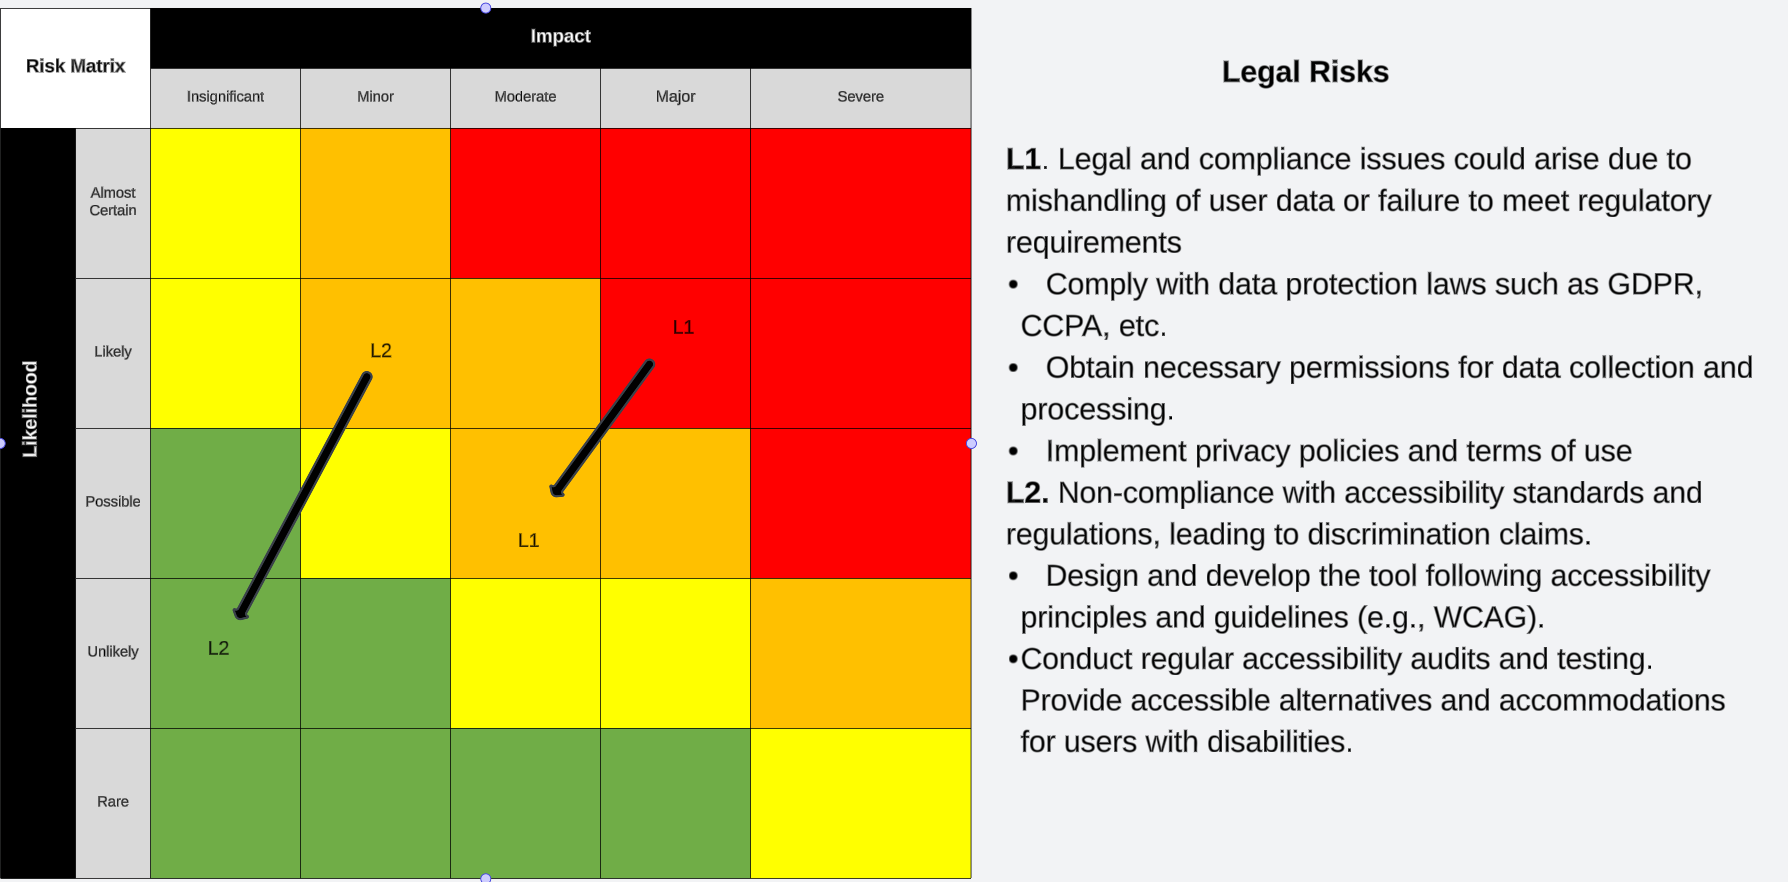 Risk Matrix
Impact
Insignificant
Minor
Moderate
Major
Severe
Likelihood
Almost
Certain
Likely
L2
L1
Possible
L1
Unlikely
L2
Rare
Legal Risks
L1. Legal and compliance issues could arise due to
mishandling of user data or failure to meet regulatory
requirements
• Comply with data protection laws such as GDPR,
CCPA, etc.
• Obtain necessary permissions for data collection and
processing.
• Implement privacy policies and terms of use
L2. Non-compliance with accessibility standards and
regulations, leading to discrimination claims.
• Design and develop the tool following accessibility
principles and guidelines (e.g., WCAG).
•Conduct regular accessibility audits and testing.
Provide accessible alternatives and accommodations
for users with disabilities.